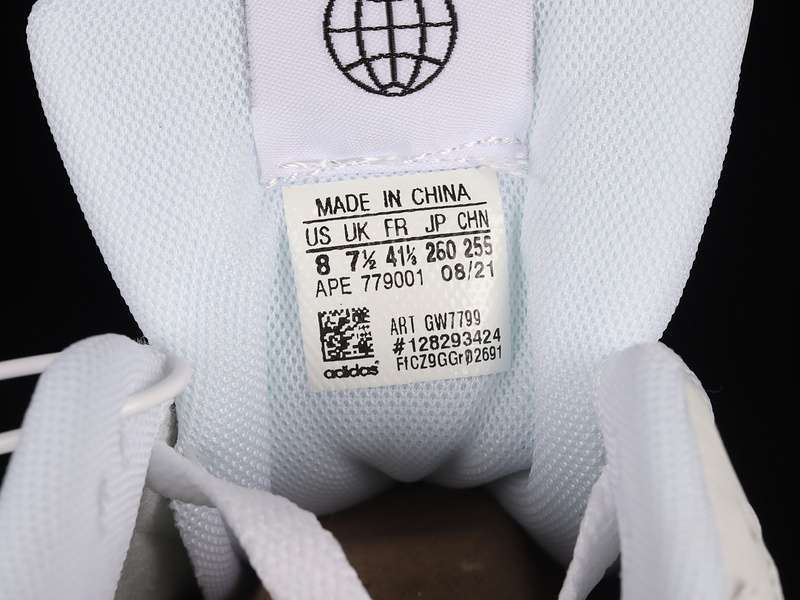 MADE IN CHINA
US UK FR JP CHN
8 7½ 41⅓ 260 255
APE 779001 08/21
ART GW7799
#128293424
FfCZ9GGrD2691
adidas